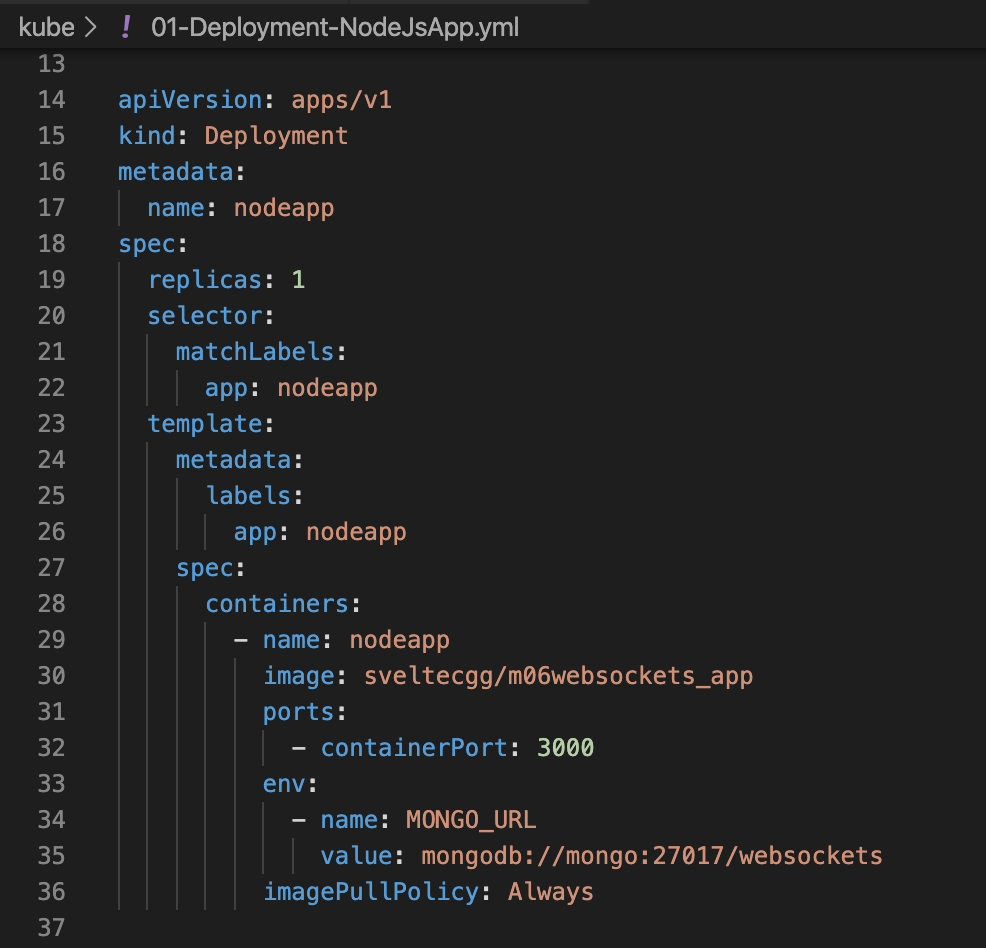 kube > ! 01-Deployment-NodeJsApp.yml
13
14 apiVersion: apps/v1
15 kind: Deployment
16 metadata:
17   name: nodeapp
18 spec:
19   replicas: 1
20   selector:
21     matchLabels:
22       app: nodeapp
23   template:
24     metadata:
25       labels:
26         app: nodeapp
27     spec:
28       containers:
29         - name: nodeapp
30           image: sveltecgg/m06websockets_app
31           ports:
32             - containerPort: 3000
33           env:
34             - name: MONGO_URL
35               value: mongodb://mongo:27017/websockets
36           imagePullPolicy: Always
37